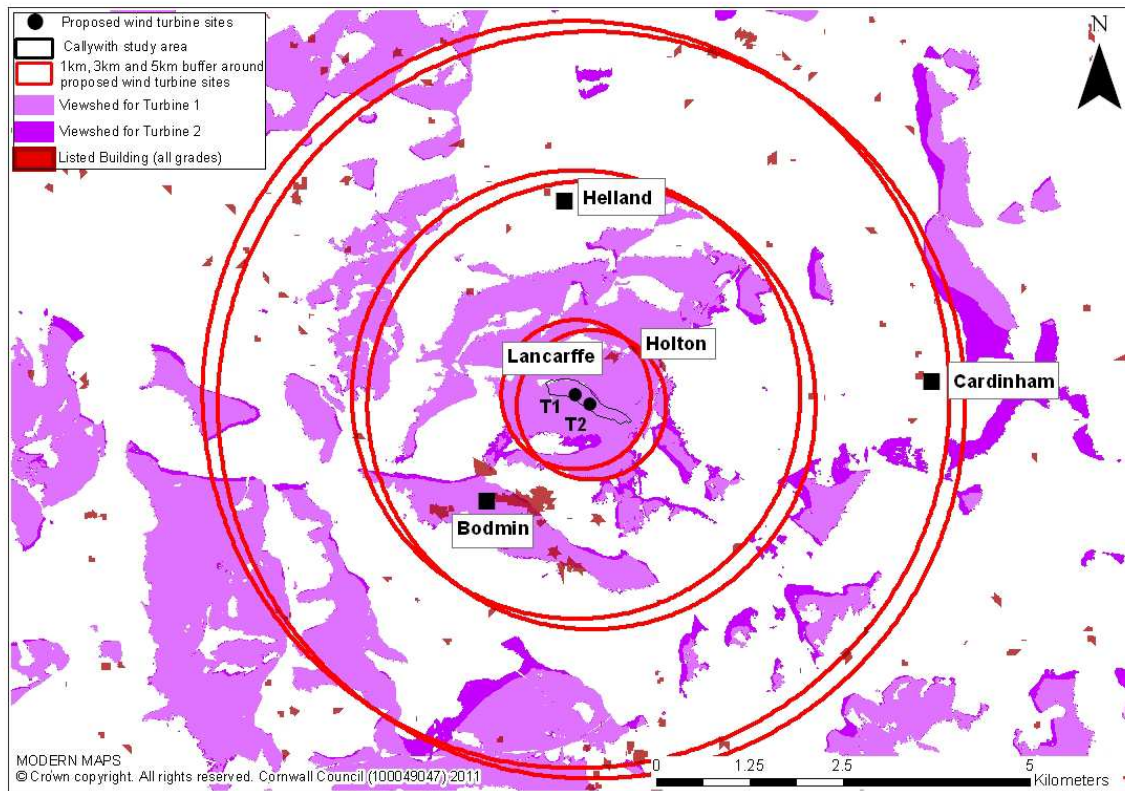 Proposed wind turbine sites
Callywith study area
1km, 3km and 5km buffer around
proposed wind turbine sites
Viewshed for Turbine 1
Viewshed for Turbine 2
Listed Building (all grades)
N
Helland
Holton
Lancarffe
Cardinham
T1
T2
Bodmin
MODERN MAPS
© Crown copyright. All rights reserved. Cornwall Council (100049047) 2011
0 1.25 2.5 5
Kilometers